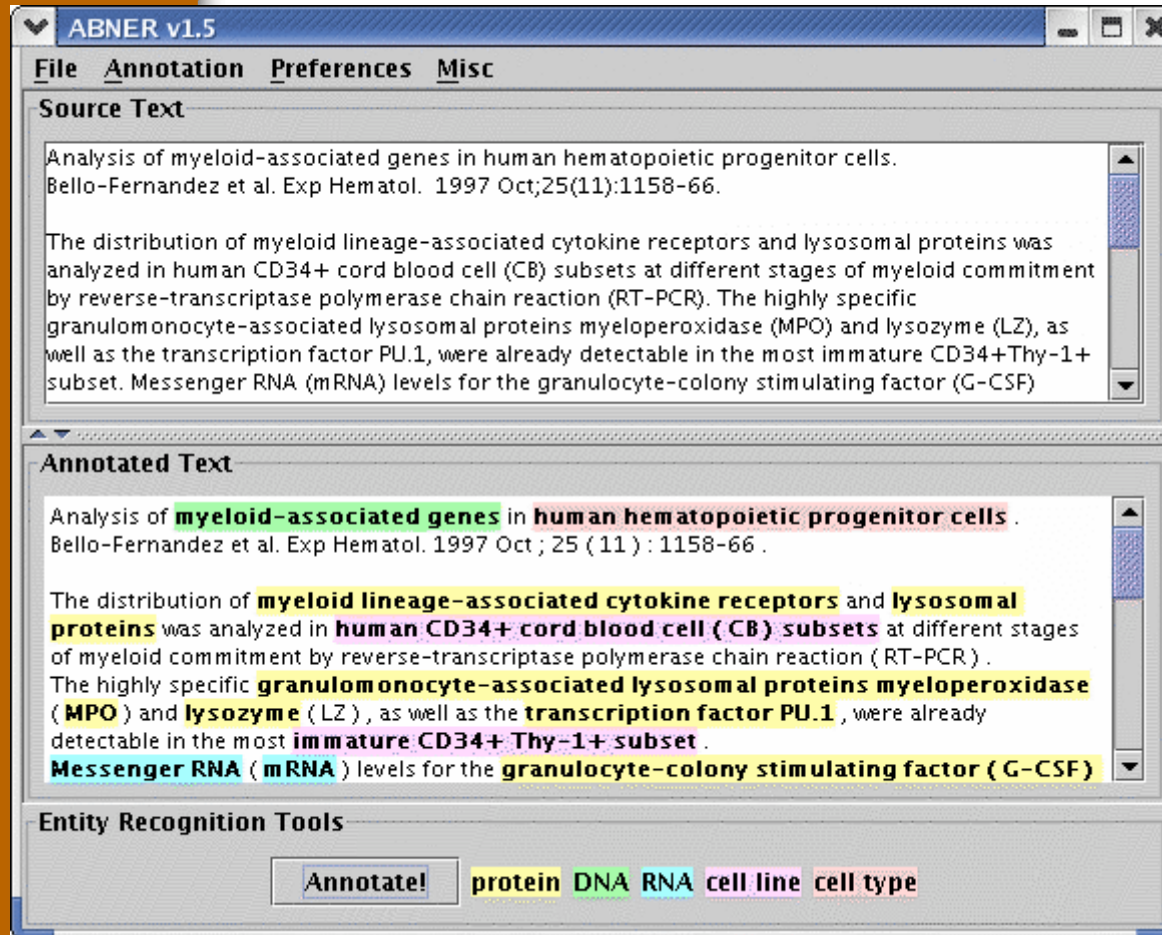 ABNER v1.5
File Annotation Preferences Misc
Source Text
Analysis of myeloid-associated genes in human hematopoietic progenitor cells.
Bello-Fernandez et al. Exp Hematol.  1997 Oct;25(11):1158-66.
The distribution of myeloid lineage-associated cytokine receptors and lysosomal proteins was
analyzed in human CD34+ cord blood cell (CB) subsets at different stages of myeloid commitment
by reverse-transcriptase polymerase chain reaction (RT-PCR). The highly specific
granulomonocyte-associated lysosomal proteins myeloperoxidase (MPO) and lysozyme (LZ), as
well as the transcription factor PU.1, were already detectable in the most immature CD34+Thy-1+
subset. Messenger RNA (mRNA) levels for the granulocyte-colony stimulating factor (G-CSF)
Annotated Text
Analysis of myeloid-associated genes in human hematopoietic progenitor cells .
Bello-Fernandez et al. Exp Hematol. 1997 Oct ; 25 ( 11 ) : 1158-66 .
The distribution of myeloid lineage-associated cytokine receptors and lysosomal
proteins was analyzed in human CD34+ cord blood cell ( CB ) subsets at different stages
of myeloid commitment by reverse-transcriptase polymerase chain reaction ( RT-PCR ) .
The highly specific granulomonocyte-associated lysosomal proteins myeloperoxidase
( MPO ) and lysozyme ( LZ ) , as well as the transcription factor PU.1 , were already
detectable in the most immature CD34+ Thy-1+ subset .
Messenger RNA ( mRNA ) levels for the granulocyte-colony stimulating factor ( G-CSF )
Entity Recognition Tools
Annotate! protein DNA RNA cell line cell type